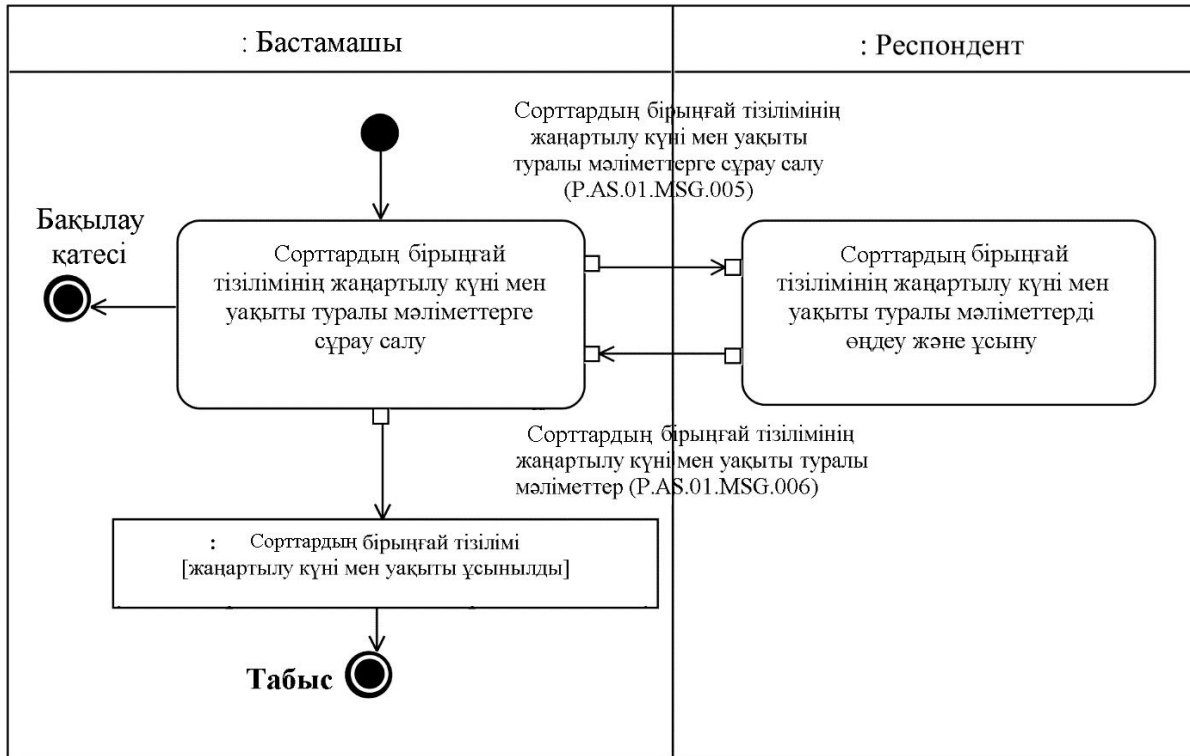 : Бастамашы
: Респондент
Сорттардың бірыңғай тізілімінің
жаңартылу күні мен уақыты
туралы мәліметтерге сұрау салу
(P.AS.01.MSG.005)
Бақылау
қатесі
Сорттардың бірыңғай
тізілімінің жаңартылу күні мен
уақыты туралы мәліметтерге
сұрау салу
Сорттардың бірыңғай
тізілімінің жаңартылу күні мен
уақыты туралы мәліметтерді
өңдеу және ұсыну
Сорттардың бірыңғай тізілімінің
жаңартылу күні мен уақыты туралы
мәліметтер (P.AS.01.MSG.006)
: Сорттардың бірыңғай тізілімі
[жаңартылу күні мен уақыты ұсынылды]
Табыс